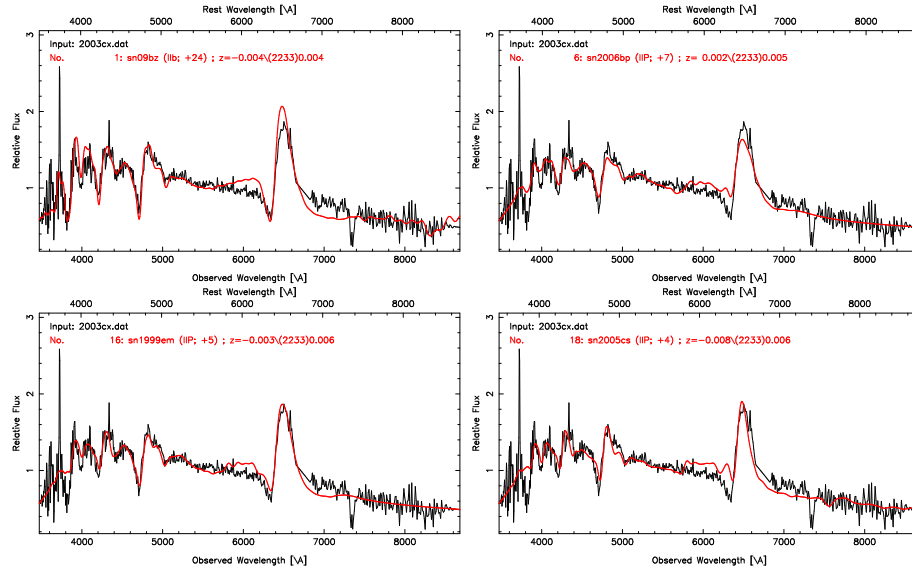 Rest Wavelength [\A]
4000 5000 6000 7000 8000
Input: 2003cx.dat
No. 1: sn09bz (IIb; +24) ; z=-0.004\(2233)0.004
Relative Flux
1 2 3
4000 5000 6000 7000 8000
Observed Wavelength [\A]
Rest Wavelength [\A]
4000 5000 6000 7000 8000
Input: 2003cx.dat
No. 6: sn2006bp (IIP; +7) ; z= 0.002\(2233)0.005
Relative Flux
1 2 3
4000 5000 6000 7000 8000
Observed Wavelength [\A]
Rest Wavelength [\A]
4000 5000 6000 7000 8000
Input: 2003cx.dat
No. 16: sn1999em (IIP; +5) ; z=-0.003\(2233)0.006
Relative Flux
1 2 3
4000 5000 6000 7000 8000
Observed Wavelength [\A]
Rest Wavelength [\A]
4000 5000 6000 7000 8000
Input: 2003cx.dat
No. 18: sn2005cs (IIP; +4) ; z=-0.008\(2233)0.006
Relative Flux
1 2 3
4000 5000 6000 7000 8000
Observed Wavelength [\A]